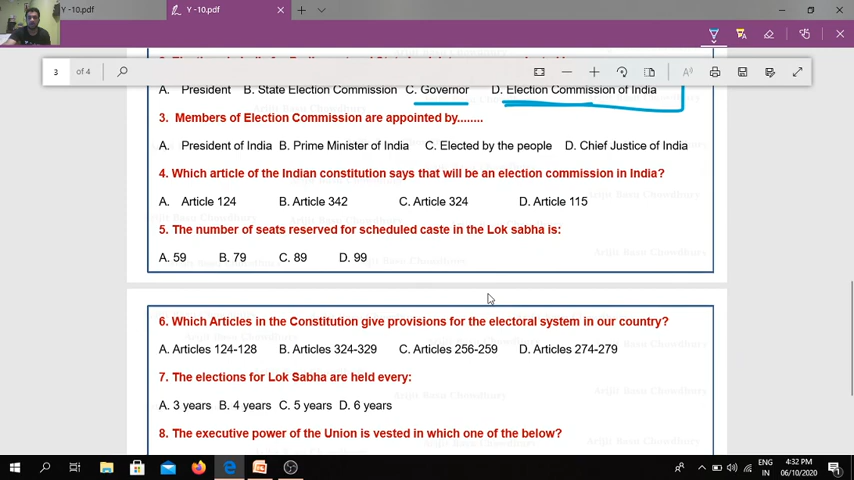 Y -10.pdf
Y -10.pdf
3 of 4
A. President B. State Election Commission C. Governor D. Election Commission of India
3. Members of Election Commission are appointed by........
A. President of India B. Prime Minister of India C. Elected by the people D. Chief Justice of India
4. Which article of the Indian constitution says that will be an election commission in India?
A. Article 124 B. Article 342 C. Article 324 D. Article 115
5. The number of seats reserved for scheduled caste in the Lok sabha is:
A. 59 B. 79 C. 89 D. 99
6. Which Articles in the Constitution give provisions for the electoral system in our country?
A. Articles 124-128 B. Articles 324-329 C. Articles 256-259 D. Articles 274-279
7. The elections for Lok Sabha are held every:
A. 3 years B. 4 years C. 5 years D. 6 years
8. The executive power of the Union is vested in which one of the below?
Arijit Basu Chowdhury
ENG
IN
4:32 PM
06/10/2020